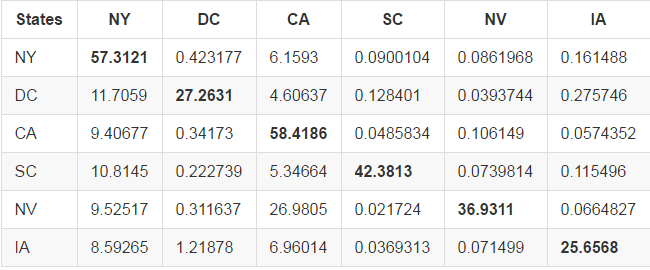 States NY DC CA SC NV IA
NY 57.3121 0.423177 6.1593 0.0900104 0.0861968 0.161488
DC 11.7059 27.2631 4.60637 0.128401 0.0394744 0.275746
CA 9.40677 0.34173 58.4186 0.0485834 0.106149 0.0574352
SC 10.8145 0.222739 5.34664 42.3813 0.0739814 0.115496
NV 9.52517 0.311637 26.9805 0.021724 36.9311 0.0664827
IA 8.59265 1.21878 6.96014 0.0369313 0.071499 25.6568